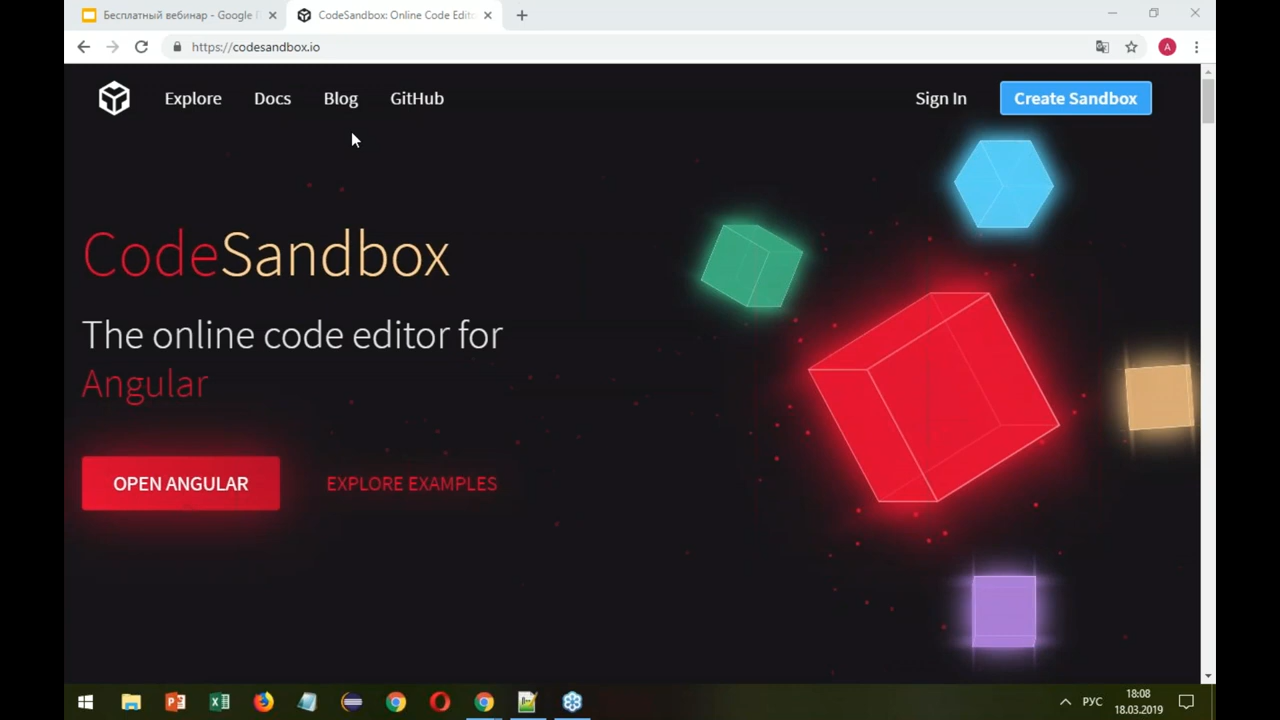 Бесплатный вебинар - Google
CodeSandbox: Online Code Edit
https://codesandbox.io
A
Explore
Docs
Blog
GitHub
Sign In
Create Sandbox
CodeSandbox
The online code editor for
Angular
OPEN ANGULAR
EXPLORE EXAMPLES
РУС
18:08
18.03.2019